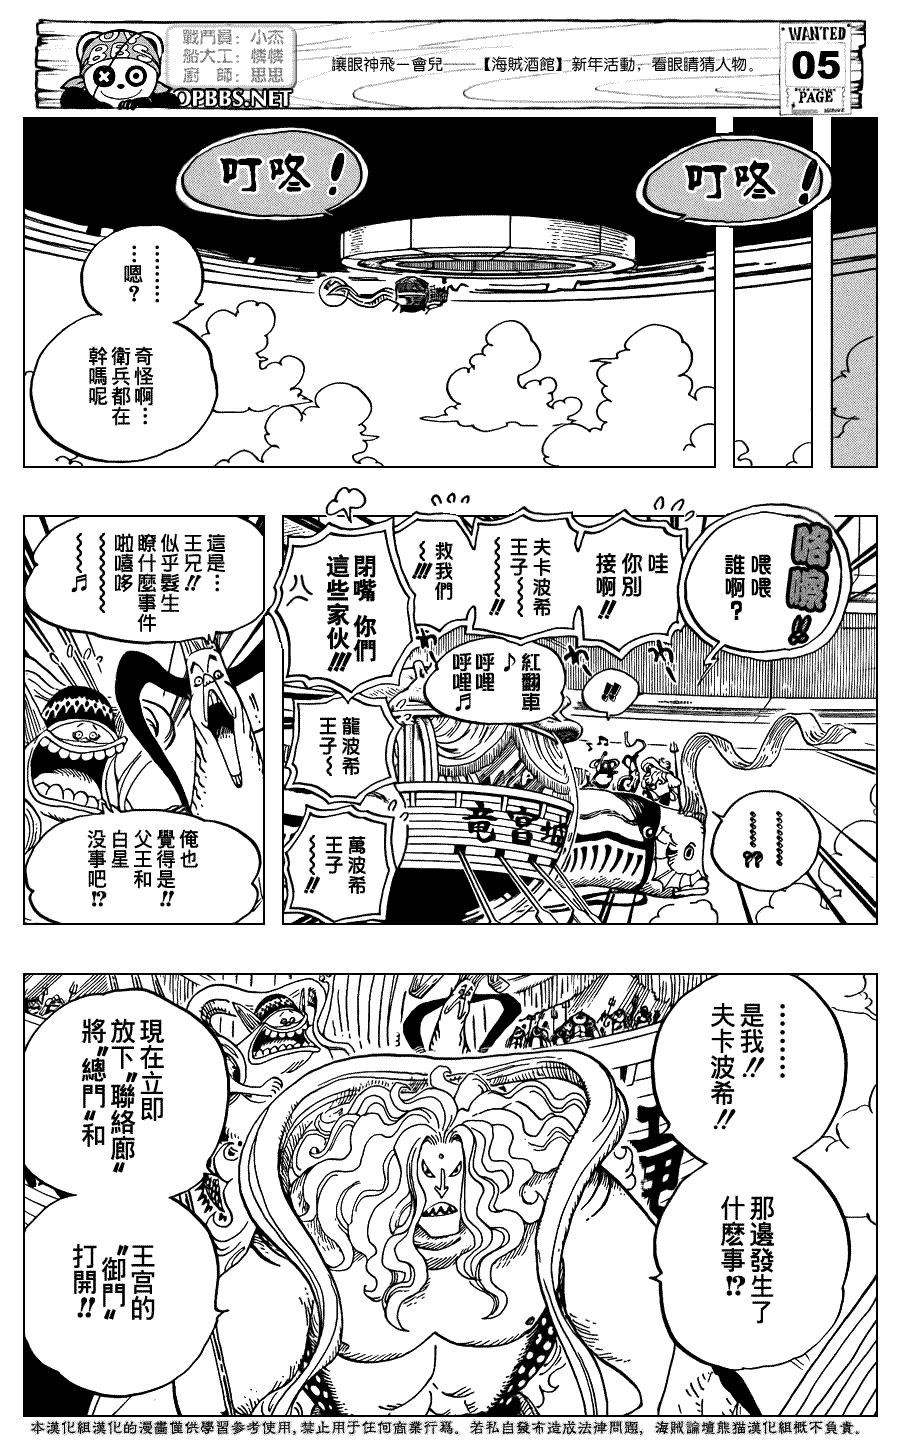 戰鬥員：小杰
船大工：憐憐
廚　師：思思
OPBBS.NET
讓眼神飛一會兒——【海賊酒館】新年活動，看眼睛猜人物。
WANTED
05
PAGE
叮咚！
叮咚！
………
…嗯？
奇怪啊…
衛兵都在
幹嗎呢
咯嚓!!
喂喂
誰啊？
哇
你別
接啊!!
夫卡波希
王子～～!!
救我們
～!!!
閉嘴 你們
這些家伙!!!
紅翻車
♪
呼哩
呼哩♬
!!
龍波希
王子～
萬波希
王子
～～!!
竜宮城
………
……??
這是…
王兄!!
似乎髮生
瞭什麼事件
啦嘻哆
～～～♬
俺也
覺得是!!
父王和
白星
沒事吧!?
………
是我!!
夫卡波希!!
那邊發生了
什麽事!?
現在立即
放下"聯絡廊"
將"總門"和
王宮的
"御門"
打開!!
本漢化組漢化的漫畫僅供學習參考使用,禁止用于任何商業行爲。若私自發布造成法律問題，海賊論壇熊猫漢化組概不負責。